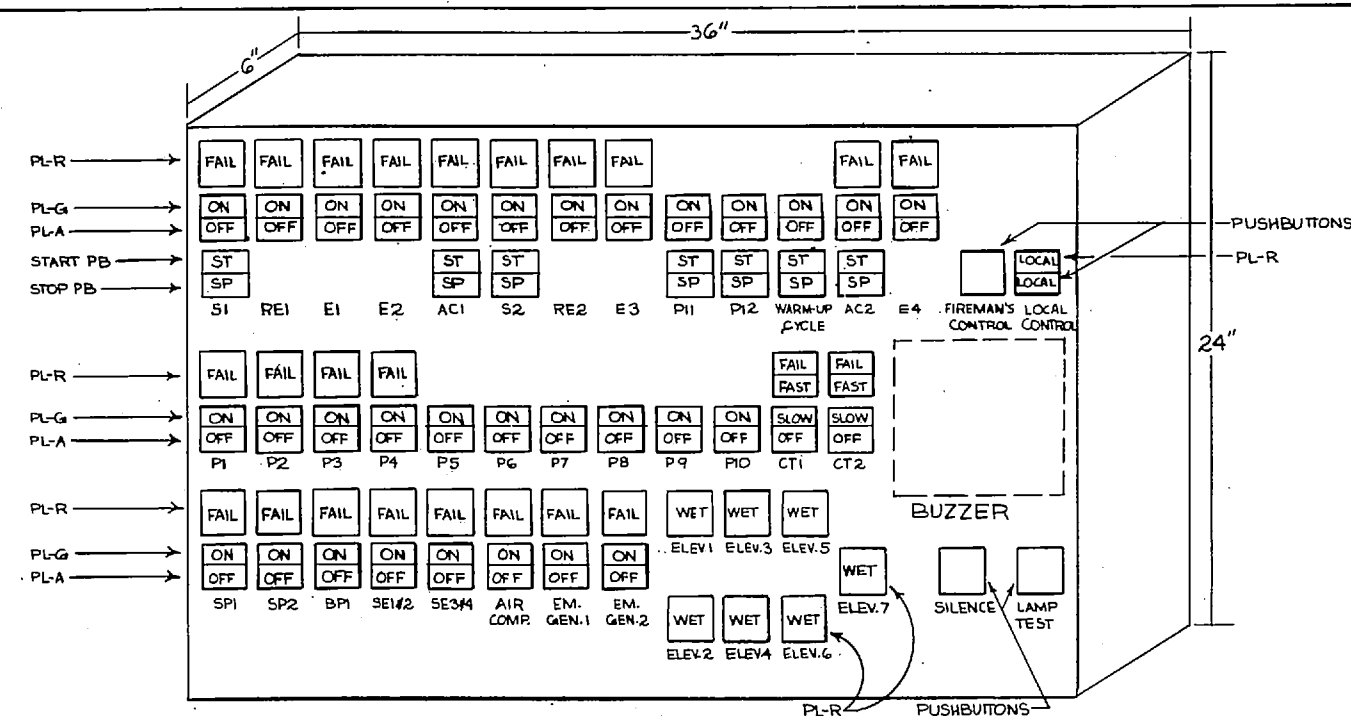 36"
6"
PL-R FAIL FAIL FAIL FAIL FAIL FAIL FAIL FAIL FAIL FAIL
PL-G ON ON ON ON ON ON ON ON ON ON ON ON ON
PL-A OFF OFF OFF OFF OFF OFF OFF OFF OFF OFF OFF OFF OFF
PUSHBUTTONS
START PB ST ST ST ST ST ST ST LOCAL PL-R
STOP PB SP SP SP SP SP SP SP LOCAL
S1 RE1 E1 E2 AC1 S2 RE2 E3 P11 P12 WARM-UP AC2 E4 FIREMAN'S LOCAL
CYCLE CONTROL CONTROL
24"
PL-R FAIL FAIL FAIL FAIL FAIL FAIL
FAST FAST
PL-G ON ON ON ON ON ON ON ON ON ON SLOW SLOW
PL-A OFF OFF OFF OFF OFF OFF OFF OFF OFF OFF OFF OFF
P1 P2 P3 P4 P5 P6 P7 P8 P9 P10 CT1 CT2
PL-R FAIL FAIL FAIL FAIL FAIL FAIL FAIL FAIL WET WET WET BUZZER
ELEV.1 ELEV.3 ELEV.5
PL-G ON ON ON ON ON ON ON ON
PL-A OFF OFF OFF OFF OFF OFF OFF OFF WET
SP1 SP2 BP1 SE1#2 SE3#4 AIR EM. EM. ELEV.7 SILENCE LAMP
COMP. GEN.1 GEN.2 TEST
WET WET WET
ELEV.2 ELEV.4 ELEV.6
PL-R PUSHBUTTONS